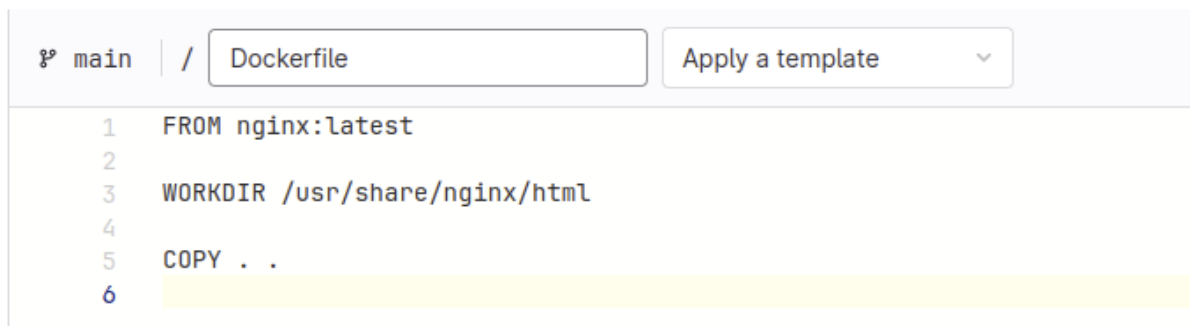 main / Dockerfile Apply a template
1 FROM nginx:latest
2
3 WORKDIR /usr/share/nginx/html
4
5 COPY . .
6